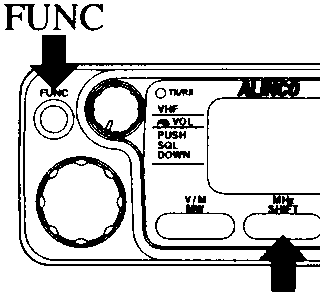 FUNC
FUNC
TX/RX
ALINCO
VHF
VOL
PUSH
SQL
DOWN
V/M
MW
MHz
SHIFT